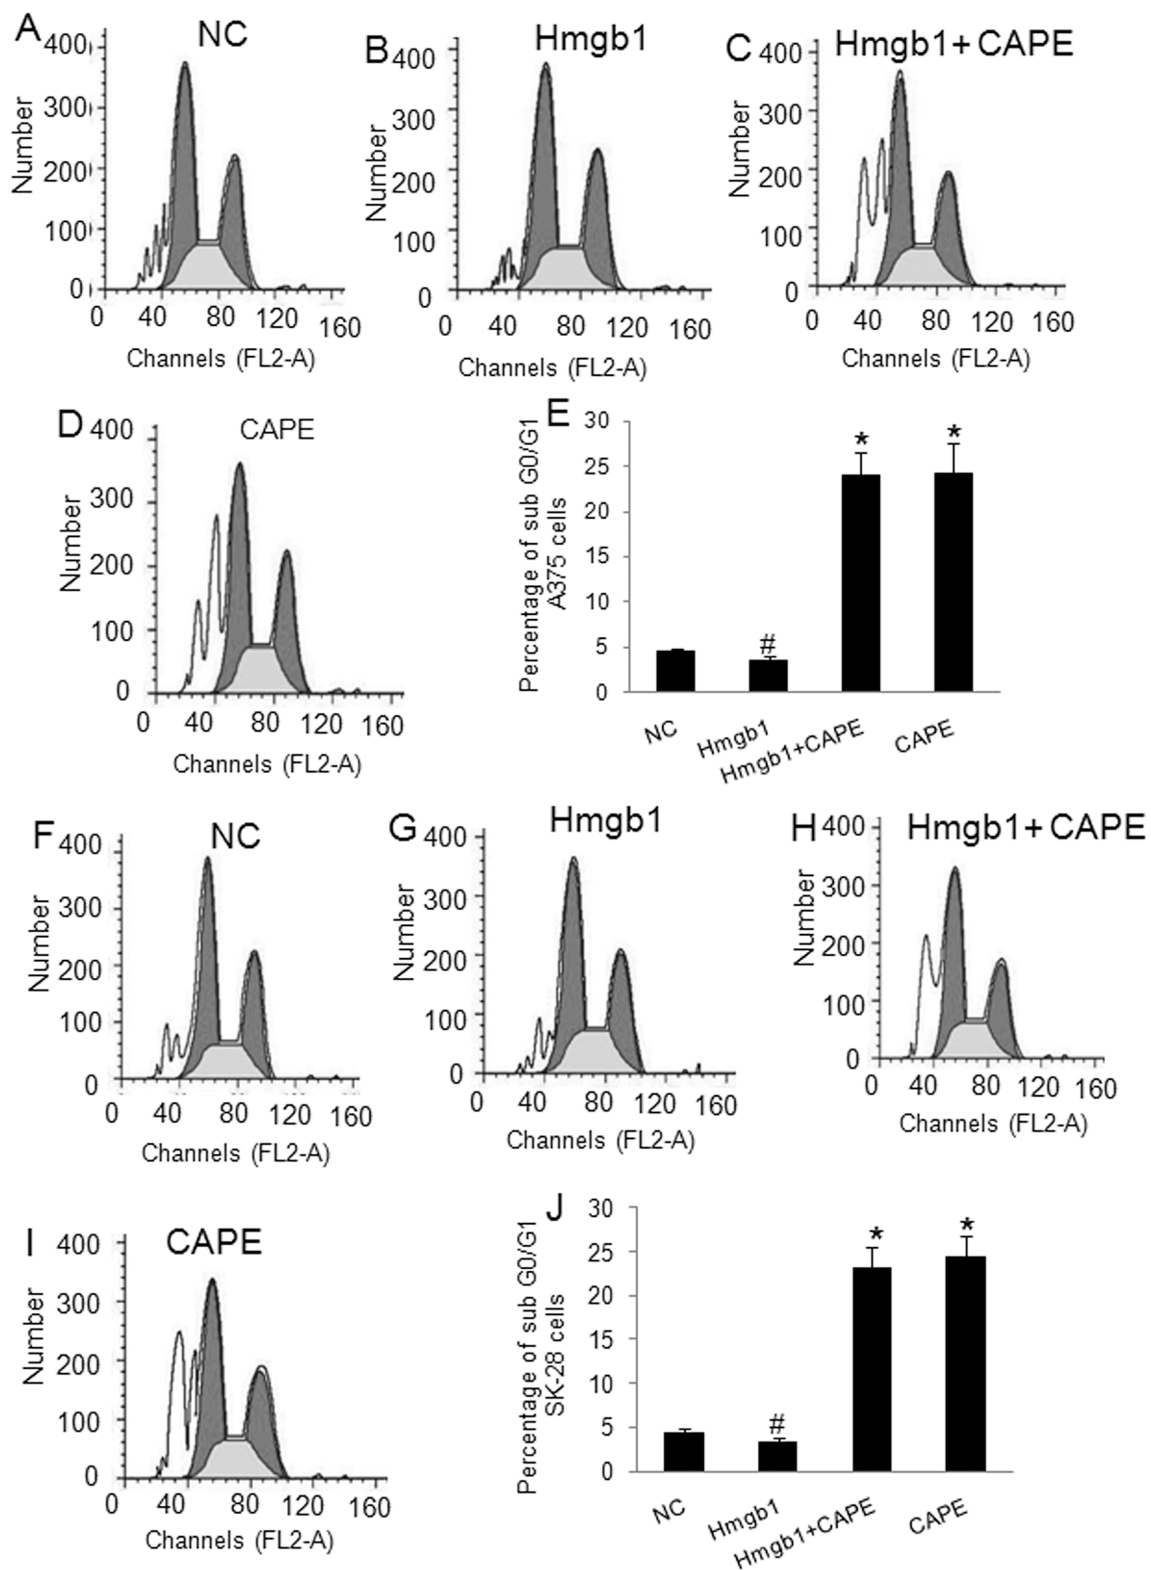 A NC
400
300
200
100
0
Number
0 40 80 120 160
Channels (FL2-A)
B Hmgb1
400
300
200
100
0
Number
0 40 80 120 160
Channels (FL2-A)
C Hmgb1+ CAPE
400
300
200
100
0
Number
0 40 80 120 160
Channels (FL2-A)
D CAPE
400
300
200
100
0
Number
0 40 80 120 160
Channels (FL2-A)
E
Percentage of sub G0/G1
A375 cells
30
25
20
15
10
5
0
# * *
NC Hmgb1 Hmgb1+CAPE CAPE
F NC
400
300
200
100
0
Number
0 40 80 120 160
Channels (FL2-A)
G Hmgb1
400
300
200
100
0
Number
0 40 80 120 160
Channels (FL2-A)
H Hmgb1+ CAPE
400
300
200
100
0
Number
0 40 80 120 160
Channels (FL2-A)
I CAPE
400
300
200
100
0
Number
0 40 80 120 160
Channels (FL2-A)
J
Percentage of sub G0/G1
SK-28 cells
30
25
20
15
10
5
0
# * *
NC Hmgb1 Hmgb1+CAPE CAPE